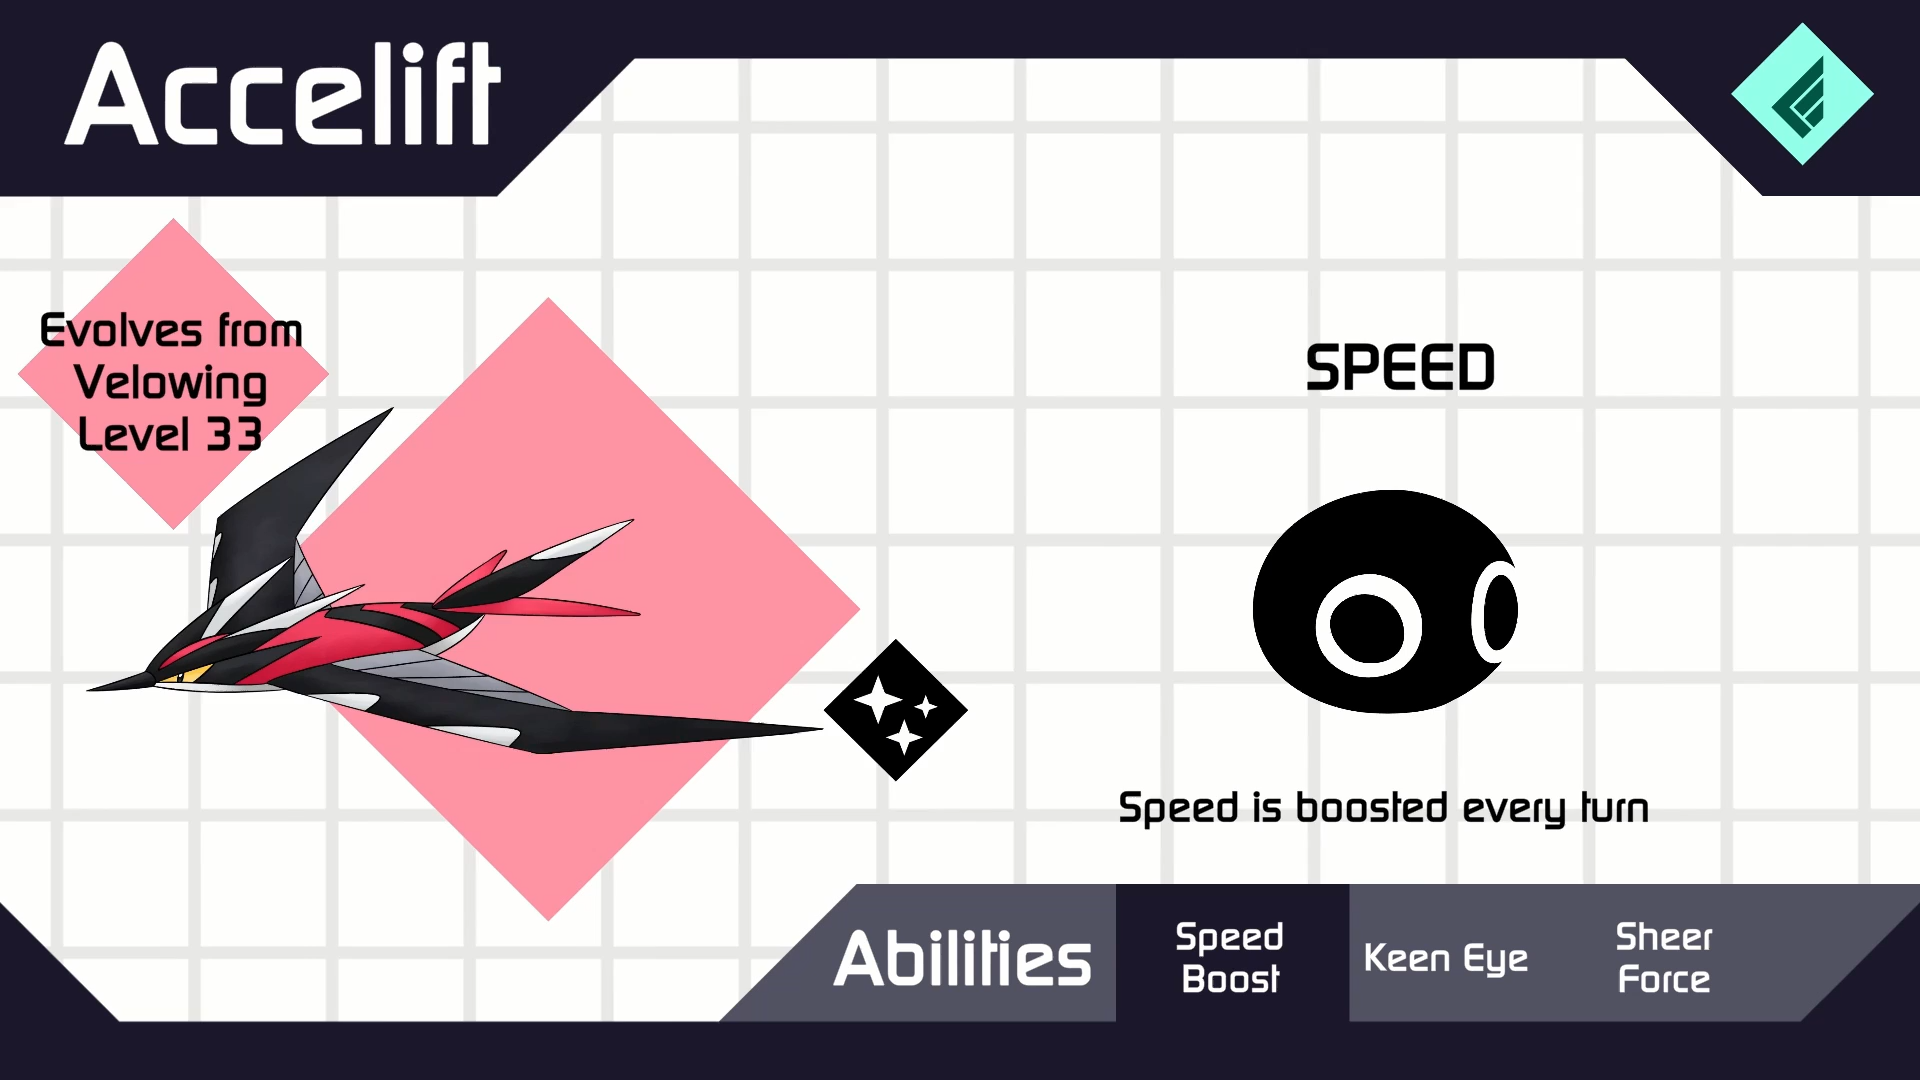 Accelift
Evolves from
Velowing
Level 33
SPEED
Speed is boosted every turn
Abilities
Speed
Boost
Keen Eye
Sheer
Force